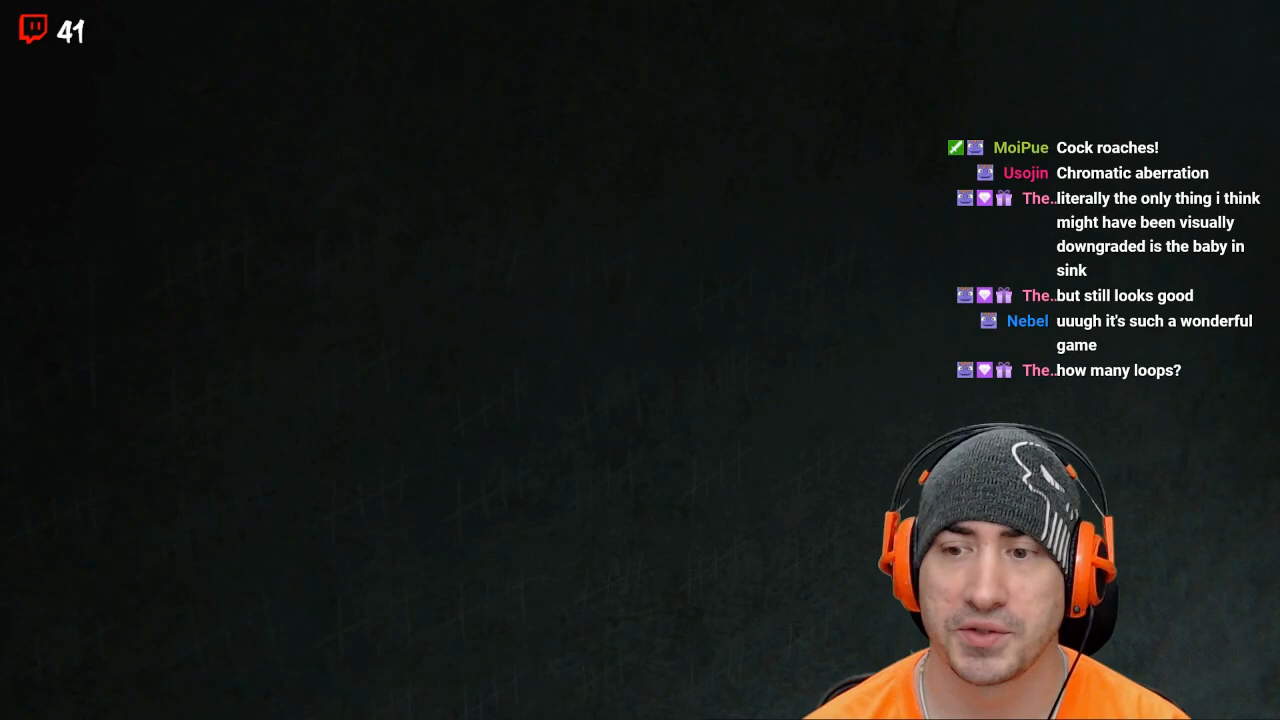 41
MoiPue Cock roaches!
Usojin Chromatic aberration
The.. literally the only thing i think
might have been visually
downgraded is the baby in
sink
The.. but still looks good
Nebel uuugh it's such a wonderful
game
The.. how many loops?